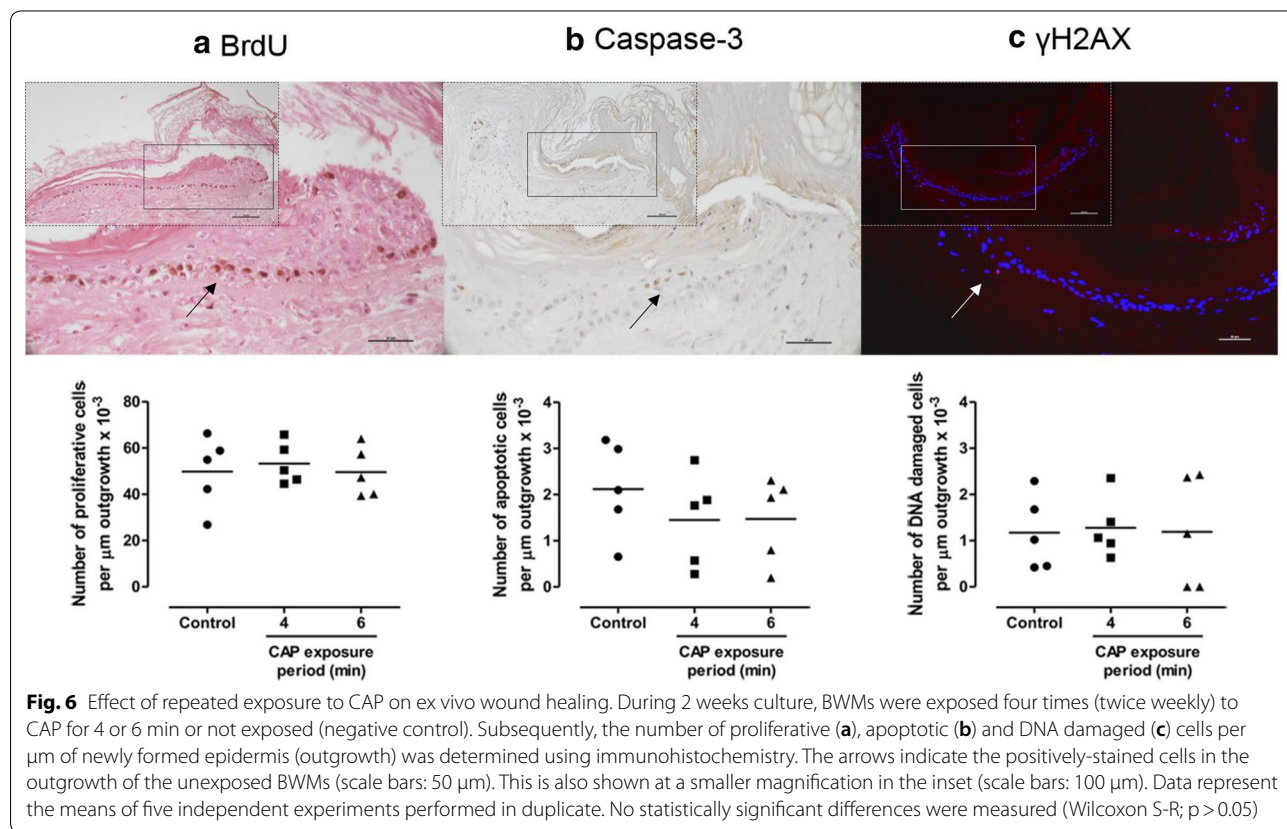 a BrdU
b Caspase-3
c γH2AX
Number of proliferative cells
per μm outgrowth x 10-3
80
60
40
20
0
Control
4
6
CAP exposure
period (min)
Number of apoptotic cells
per μm outgrowth x 10-3
4
3
2
1
0
Control
4
6
CAP exposure
period (min)
Number of DNA damaged cells
per μm outgrowth x 10-3
4
3
2
1
0
Control
4
6
CAP exposure
period (min)
Fig. 6 Effect of repeated exposure to CAP on ex vivo wound healing. During 2 weeks culture, BWMs were exposed four times (twice weekly) to
CAP for 4 or 6 min or not exposed (negative control). Subsequently, the number of proliferative (a), apoptotic (b) and DNA damaged (c) cells per
μm of newly formed epidermis (outgrowth) was determined using immunohistochemistry. The arrows indicate the positively-stained cells in the
outgrowth of the unexposed BWMs (scale bars: 50 μm). This is also shown at a smaller magnification in the inset (scale bars: 100 μm). Data represent
the means of five independent experiments performed in duplicate. No statistically significant differences were measured (Wilcoxon S-R; p > 0.05)